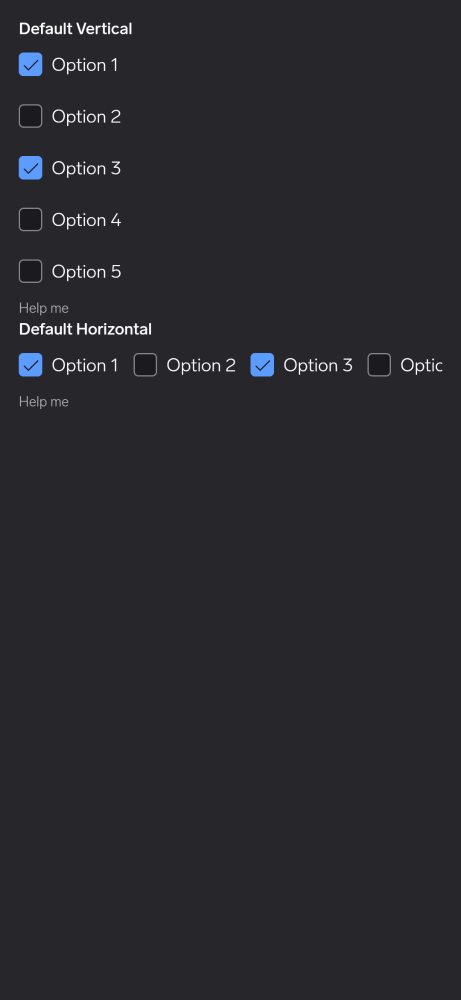 Default Vertical
Option 1
Option 2
Option 3
Option 4
Option 5
Help me
Default Horizontal
Option 1 Option 2 Option 3 Optic
Help me